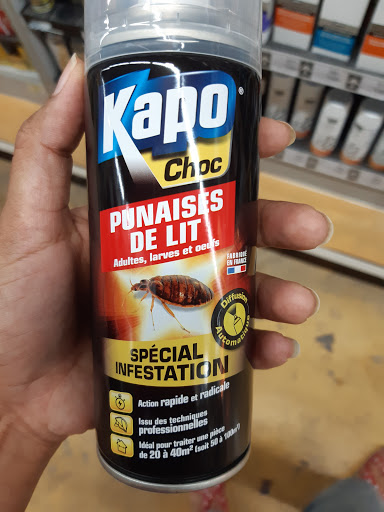 Kapo®
Choc
PUNAISES
DE LIT
Adultes, larves et oeufs
FABRIQUÉ
EN FRANCE
Diffusion
Automatique
SPÉCIAL
INFESTATION
Action rapide et radicale
Issu des techniques
professionnelles
Idéal pour traiter une pièce
de 20 à 40m² (soit 50 à 100m³)